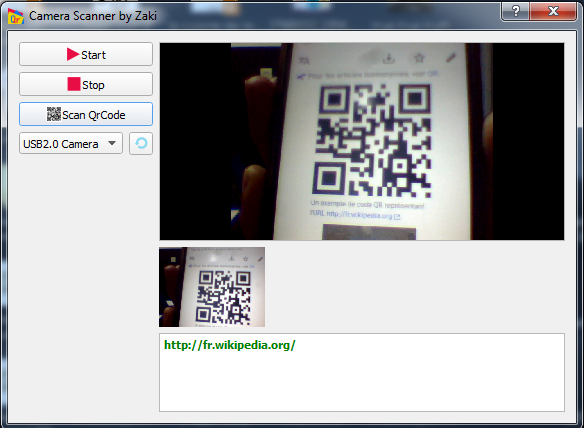 Camera Scanner by Zaki
Start
Stop
Scan QrCode
USB2.0 Camera
Pour les articles homonymes, voir QR.
Un exemple de code QR représentant
l'URL http://fr.wikipedia.org
http://fr.wikipedia.org/